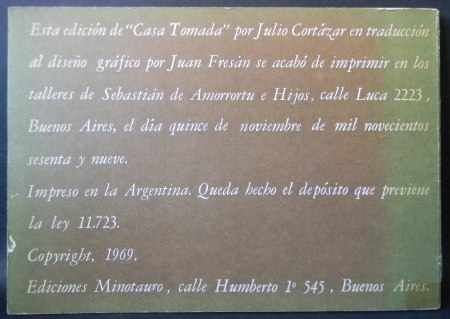 Esta edición de "Casa Tomada" por Julio Cortázar en traducción
al diseño gráfico por Juan Fresán se acabó de imprimir en los
talleres de Sebastián de Amorrortu e Hijos, calle Luca 2223,
Buenos Aires, el día quince de noviembre de mil novecientos
sesenta y nueve.
Impreso en la Argentina. Queda hecho el depósito que previene
la ley 11.723.
Copyright, 1969,
Ediciones Minotauro, calle Humberto 1º 545, Buenos Aires.